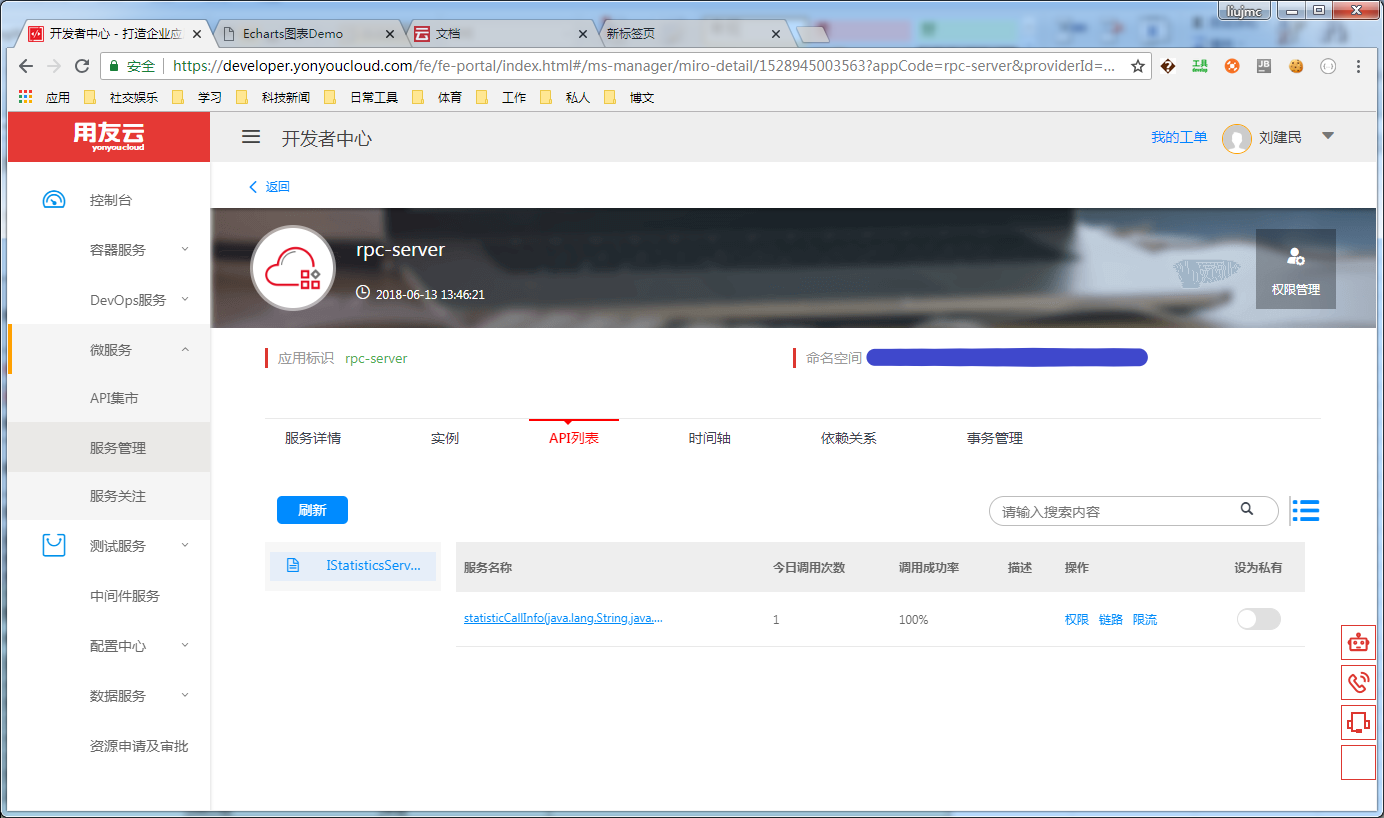 liujmc
开发者中心 - 打造企业应
Echarts图表Demo
文档
新标签页
安全
https://developer.yonyoucloud.com/fe/fe-portal/index.html#/ms-manager/miro-detail/1528945003563?appCode=rpc-server&providerId=...
应用 社交娱乐 学习 科技新闻 日常工具 体育 工作 私人 博文
用友云
yonyoucloud
开发者中心
我的工单
刘建民
控制台
容器服务
DevOps服务
微服务
API集市
服务管理
服务关注
测试服务
中间件服务
配置中心
数据服务
资源申请及审批
返回
rpc-server
2018-06-13 13:46:21
权限管理
应用标识 rpc-server
命名空间
服务详情 实例 API列表 时间轴 依赖关系 事务管理
刷新
请输入搜索内容
IStatisticsServ...
服务名称 今日调用次数 调用成功率 描述 操作 设为私有
statisticCallInfo(java.lang.String,java.... 1 100% 权限 链路 限流